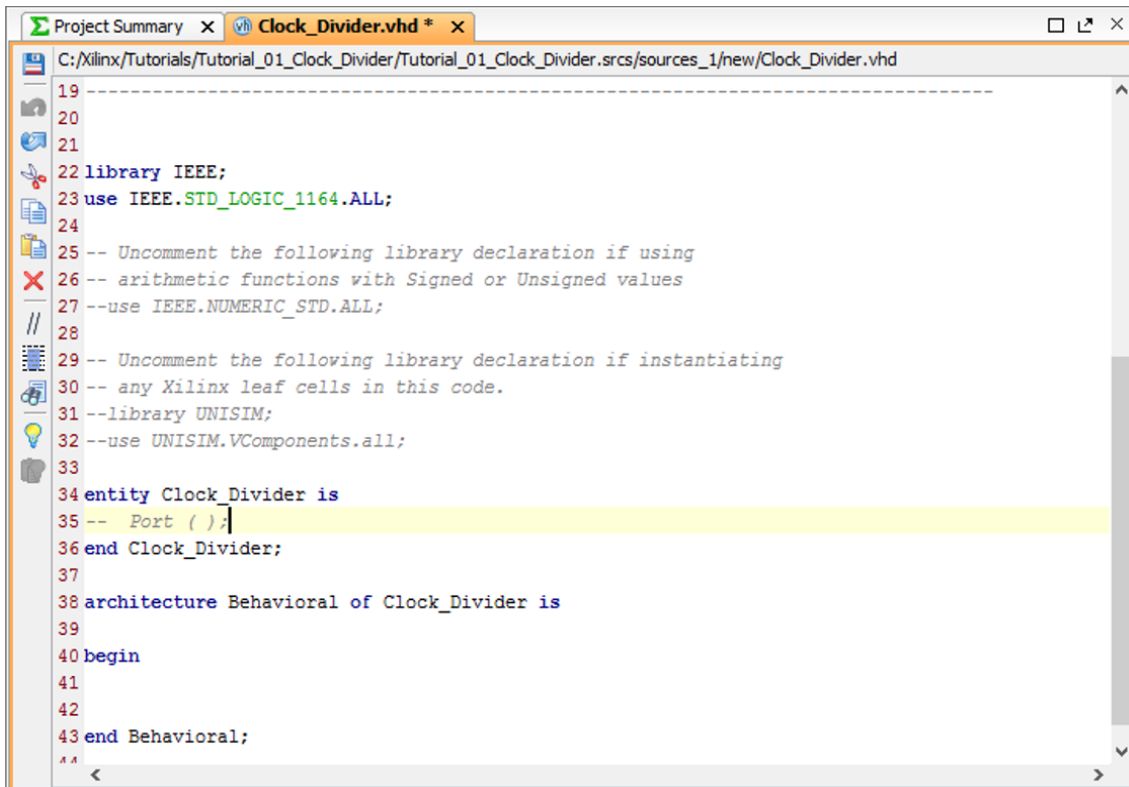 Project Summary × Clock_Divider.vhd * ×
C:/Xilinx/Tutorials/Tutorial_01_Clock_Divider/Tutorial_01_Clock_Divider.srcs/sources_1/new/Clock_Divider.vhd
19 ----------------------------------------------------------------------------------
20
21
22 library IEEE;
23 use IEEE.STD_LOGIC_1164.ALL;
24
25 -- Uncomment the following library declaration if using
26 -- arithmetic functions with Signed or Unsigned values
27 --use IEEE.NUMERIC_STD.ALL;
28
29 -- Uncomment the following library declaration if instantiating
30 -- any Xilinx leaf cells in this code.
31 --library UNISIM;
32 --use UNISIM.VComponents.all;
33
34 entity Clock_Divider is
35 --  Port ( );
36 end Clock_Divider;
37
38 architecture Behavioral of Clock_Divider is
39
40 begin
41
42
43 end Behavioral;
44